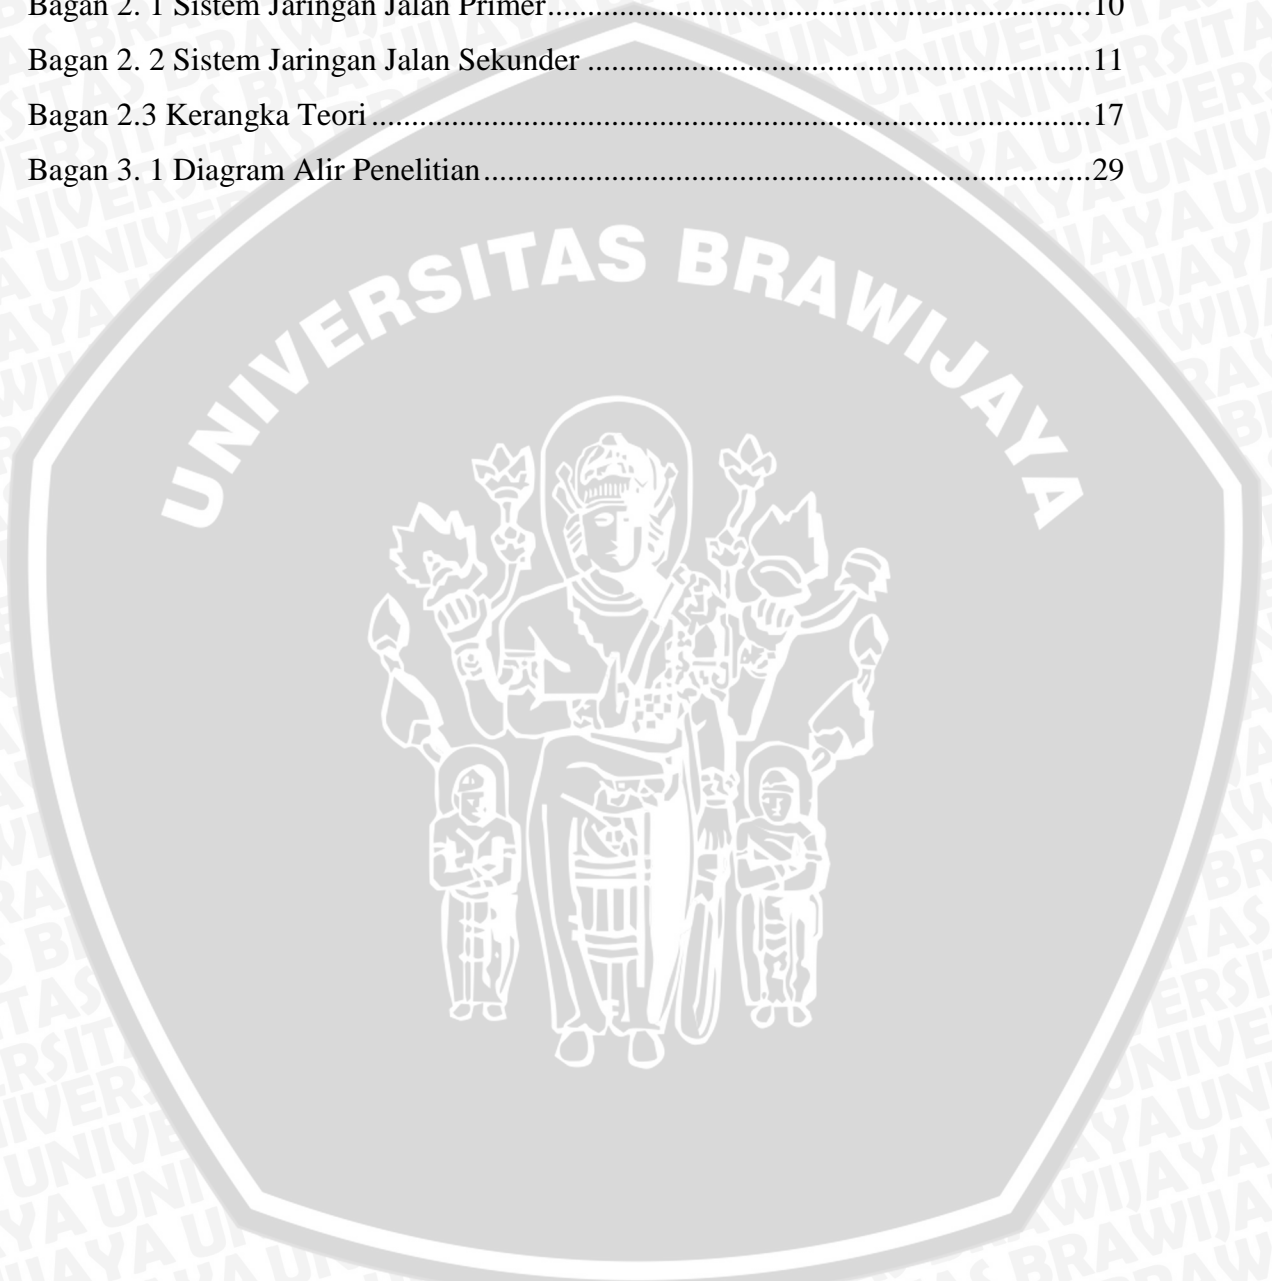 Bagan 2. 1 Sistem Jaringan Jalan Primer....................................................................10
Bagan 2. 2 Sistem Jaringan Jalan Sekunder ...............................................................11
Bagan 2.3 Kerangka Teori..........................................................................................17
Bagan 3. 1 Diagram Alir Penelitian............................................................................29
UNIVERSITAS BRAWIJAYA